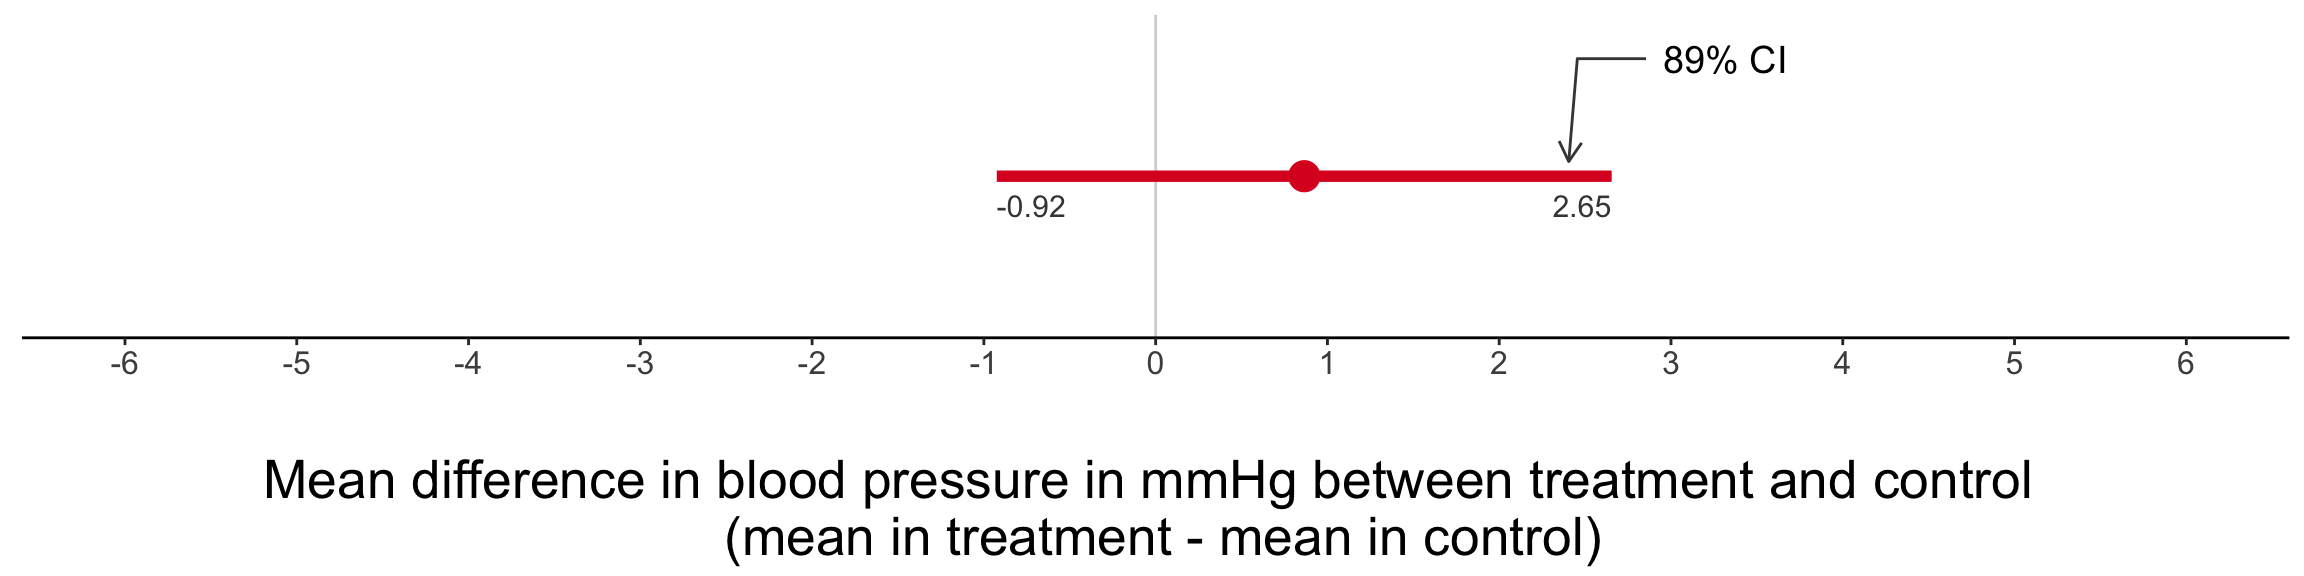 89% CI
-0.92 2.65
-6 -5 -4 -3 -2 -1 0 1 2 3 4 5 6
Mean difference in blood pressure in mmHg between treatment and control
(mean in treatment - mean in control)